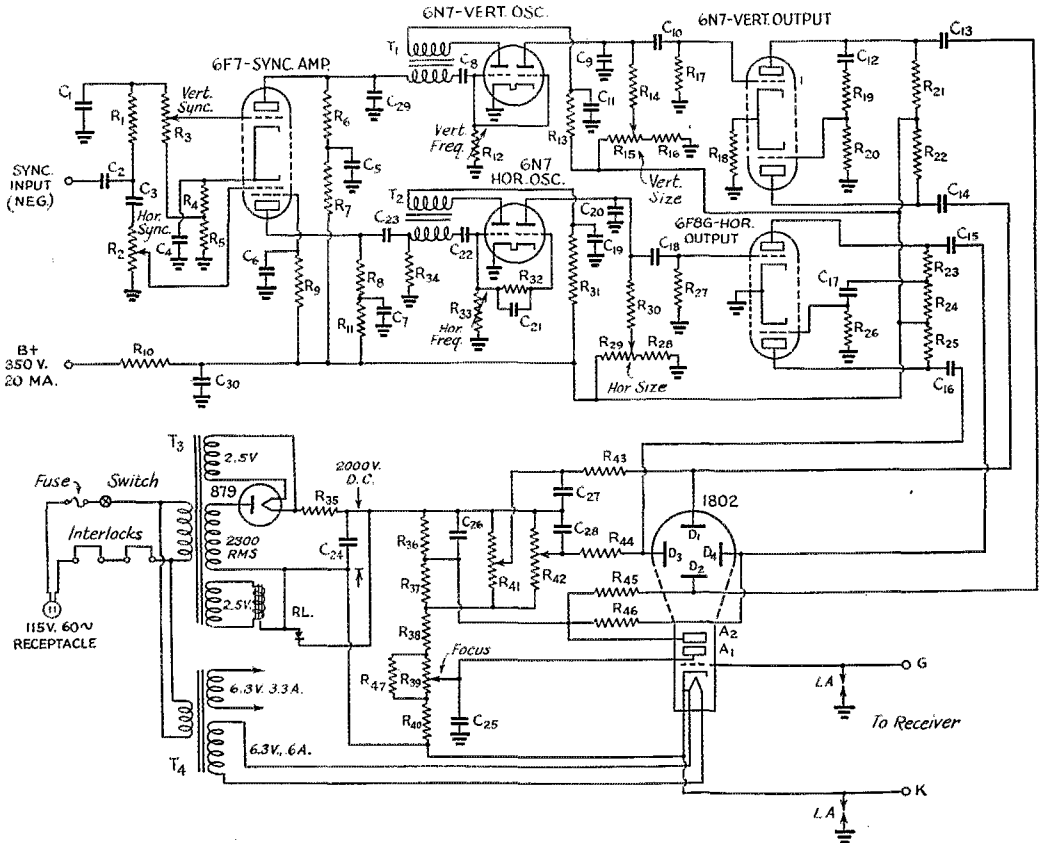 6N7-VERT. OSC.
6N7-VERT. OUTPUT
6F7-SYNC. AMP.
T1
C8
C9
C10
C13
C12
C1
R1
Vert. Sync.
R3
R6
C29
R14
R17
C11
R13
R19
R21
Vert. Freq.
R12
R15
R16
R18
R20
R22
Vert. Size
SYNC. INPUT (NEG.)
C2
C3
Hor. Sync.
R4
C5
R7
6N7 HOR. OSC.
T2
C23
C20
C14
R2
C4
R5
C6
R9
R8
R34
C22
C19
C18
6F8G-HOR. OUTPUT
C15
R32
R31
R30
R27
C17
R23
R24
R11
C7
R33
C21
Hor. Freq.
R26
R25
R29
R28
Hor Size
C16
B+ 350 V. 20 MA.
R10
C30
T3
2.5V
879
2000 V. D.C.
R43
Fuse
Switch
R35
C27
1802
Interlocks
2300 RMS
C24
R36
C26
C28
R44
D1
D3
D4
D2
R37
R41
R42
R45
R46
2.5V.
RL.
115V. 60~ RECEPTACLE
R38
A2
A1
Focus
R47
R39
G
6.3V. 3.3A.
C25
L.A
R40
To Receiver
6.3V., .6A.
T4
K
L.A